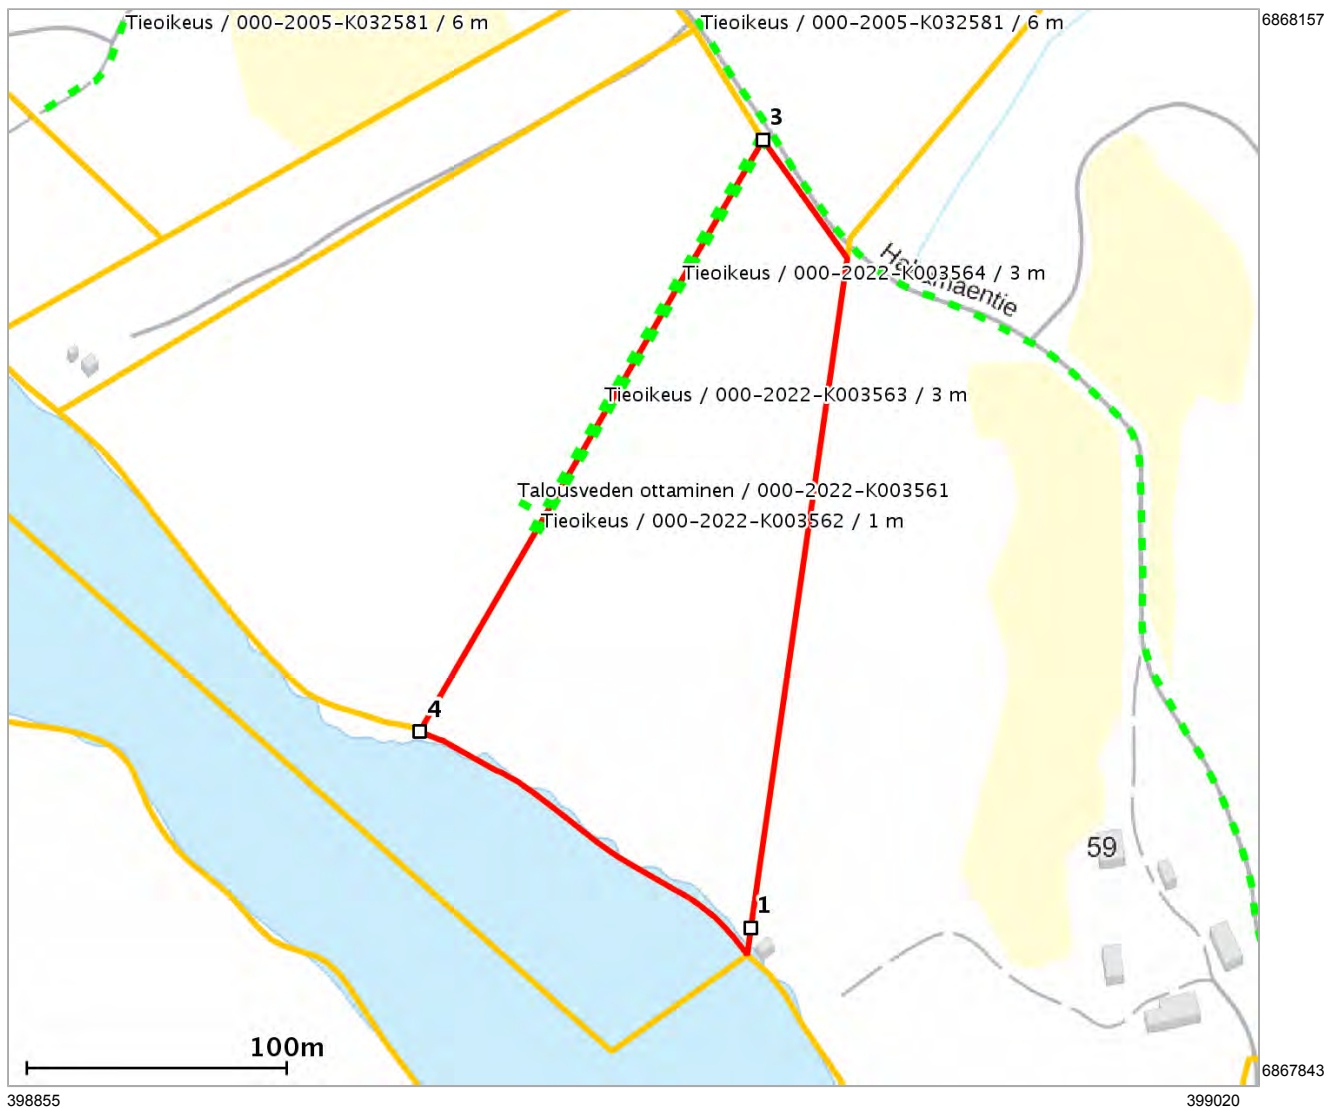 Tieoikeus / 000-2005-K032581 / 6 m
Tieoikeus / 000-2005-K032581 / 6 m
6868157
3
Tieoikeus / 000-2022-K003564 / 3 m
Tieoikeus / 000-2022-K003563 / 3 m
Talousveden ottaminen / 000-2022-K003561
Tieoikeus / 000-2022-K003562 / 1 m
4
59
1
100m
6867843
398855
399020